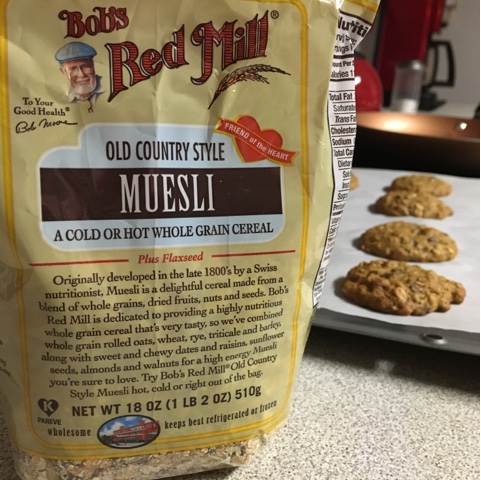 Bob's
Red Mill®
To Your
Good Health®
Bob Moore
FRIEND OF THE HEART
OLD COUNTRY STYLE
MUESLI
A COLD OR HOT WHOLE GRAIN CEREAL
Plus Flaxseed
Originally developed in the late 1800's by a Swiss
nutritionist, Muesli is a delightful cereal made from a
blend of whole grains, dried fruits, nuts and seeds. Bob's
Red Mill is dedicated to providing a highly nutritious
whole grain cereal that's very tasty, so we've combined
whole grain rolled oats, wheat, rye, triticale and barley,
along with sweet and chewy dates and raisins, sunflower
seeds, almonds and walnuts for a high energy Muesli
you're sure to love. Try Bob's Red Mill® Old Country
Style Muesli hot, cold or right out of the bag.
NET WT 18 OZ (1 LB 2 OZ) 510g
K
PAREVE
wholesome
keeps best refrigerated or frozen
Nutriti
Total Fat
Trans Fa
Cholester
Sodium
Total Car